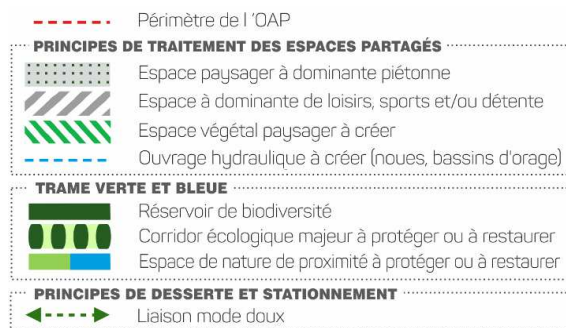 Périmètre de l 'OAP
PRINCIPES DE TRAITEMENT DES ESPACES PARTAGÉS
Espace paysager à dominante piétonne
Espace à dominante de loisirs, sports et/ou détente
Espace végétal paysager à créer
Ouvrage hydraulique à créer (noues, bassins d'orage)
TRAME VERTE ET BLEUE
Réservoir de biodiversité
Corridor écologique majeur à protéger ou à restaurer
Espace de nature de proximité à protéger ou à restaurer
PRINCIPES DE DESSERTE ET STATIONNEMENT
Liaison mode doux